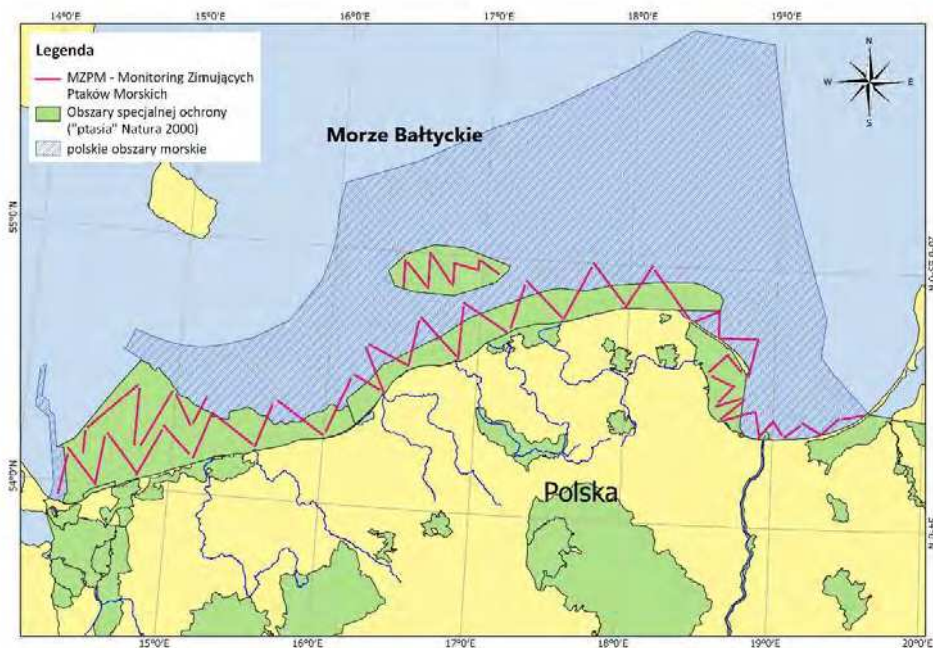 14°0'E 15°0'E 16°0'E 17°0'E 18°0'E 19°0'E
Legenda
MZPM - Monitoring Zimujących
Ptaków Morskich
Obszary specjalnej ochrony
("ptasia" Natura 2000)
polskie obszary morskie
N
W E
S
Morze Bałtyckie
55°0'N
54°0'N
Polska
15°0'E 16°0'E 17°0'E 18°0'E 19°0'E 20°0'E